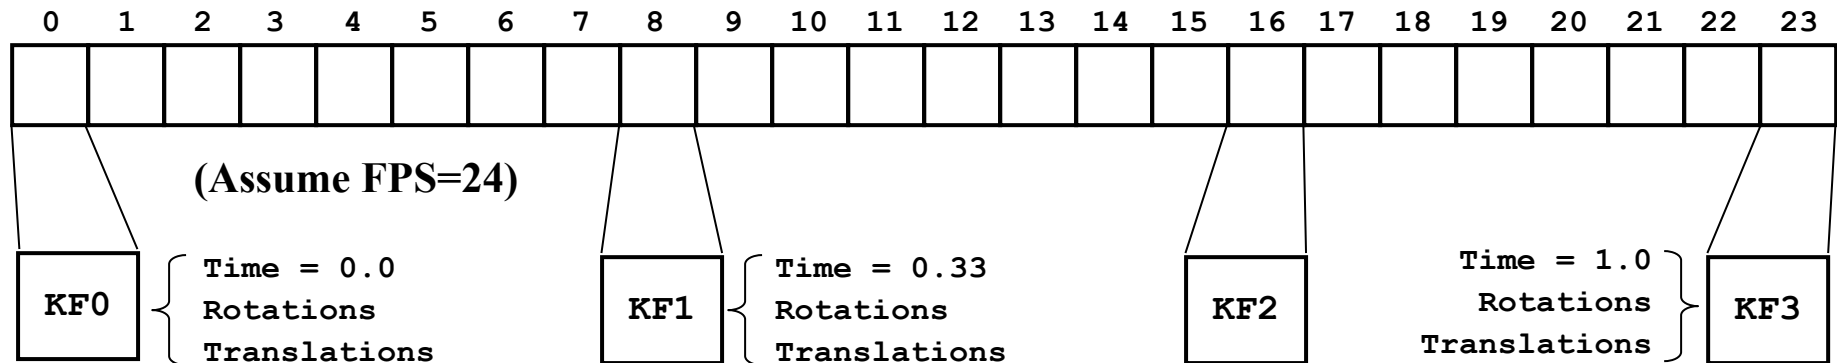 0 1 2 3 4 5 6 7 8 9 10 11 12 13 14 15 16 17 18 19 20 21 22 23
(Assume FPS=24)
KF0
Time = 0.0
Rotations
Translations
KF1
Time = 0.33
Rotations
Translations
KF2
Time = 1.0
Rotations
Translations
KF3